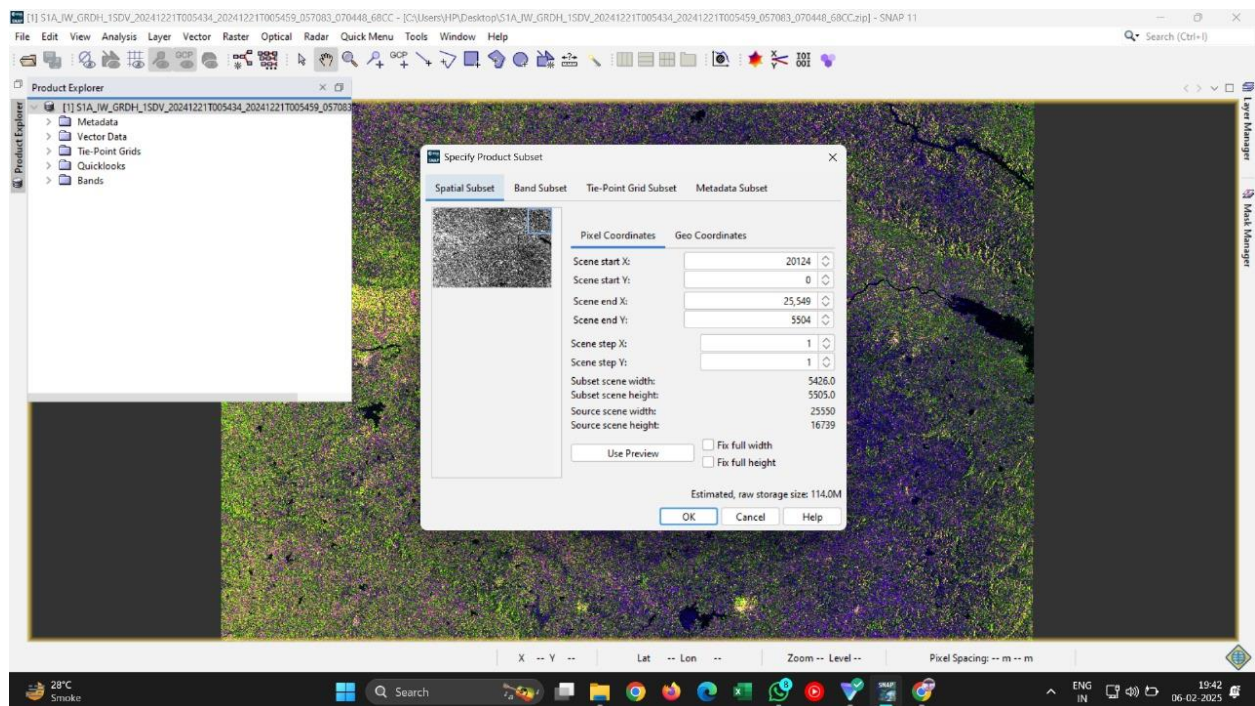 [1] S1A_IW_GRDH_1SDV_20241221T005434_20241221T005459_057083_070448_68CC - [C:\Users\HP\Desktop\S1A_IW_GRDH_1SDV_20241221T005434_20241221T005459_057083_070448_68CC.zip] - SNAP 11
File Edit View Analysis Layer Vector Raster Optical Radar Quick Menu Tools Window Help
Search (Ctrl+I)
GCP GCP
Product Explorer
[1] S1A_IW_GRDH_1SDV_20241221T005434_20241221T005459_057083
Metadata
Vector Data
Tie-Point Grids
Quicklooks
Bands
Product Explorer
Layer Manager
Mask Manager
Specify Product Subset
Spatial Subset Band Subset Tie-Point Grid Subset Metadata Subset
Pixel Coordinates Geo Coordinates
Scene start X: 20124
Scene start Y: 0
Scene end X: 25,549
Scene end Y: 5504
Scene step X: 1
Scene step Y: 1
Subset scene width: 5426.0
Subset scene height: 5505.0
Source scene width: 25550
Source scene height: 16739
Use Preview
Fix full width
Fix full height
Estimated, raw storage size: 114.0M
OK Cancel Help
X -- Y -- Lat -- Lon -- Zoom -- Level -- Pixel Spacing: -- m -- m
28°C
Smoke
Search
8
ENG
IN
19:42
06-02-2025